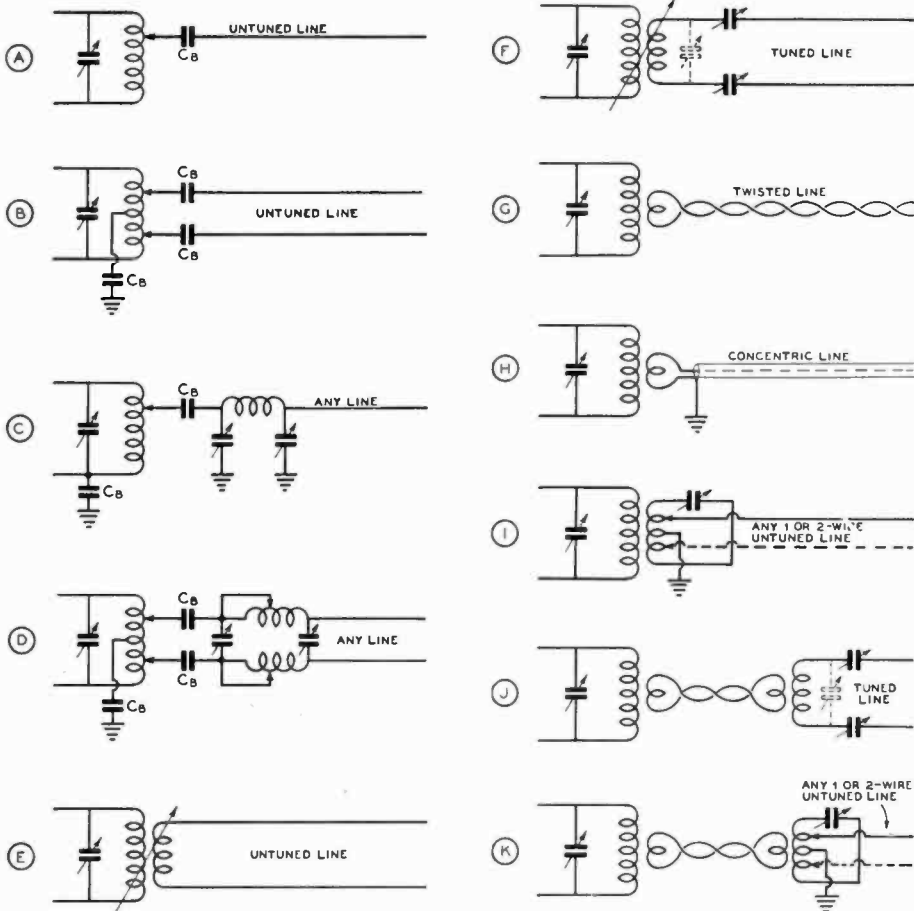 A
UNTUNED LINE
CB
B
CB
UNTUNED LINE
CB
CB
C
CB
ANY LINE
CB
D
CB
ANY LINE
CB
CB
E
UNTUNED LINE
F
TUNED LINE
G
TWISTED LINE
H
CONCENTRIC LINE
I
ANY 1 OR 2-WIRE
UNTUNED LINE
J
TUNED
LINE
K
ANY 1 OR 2-WIRE
UNTUNED LINE